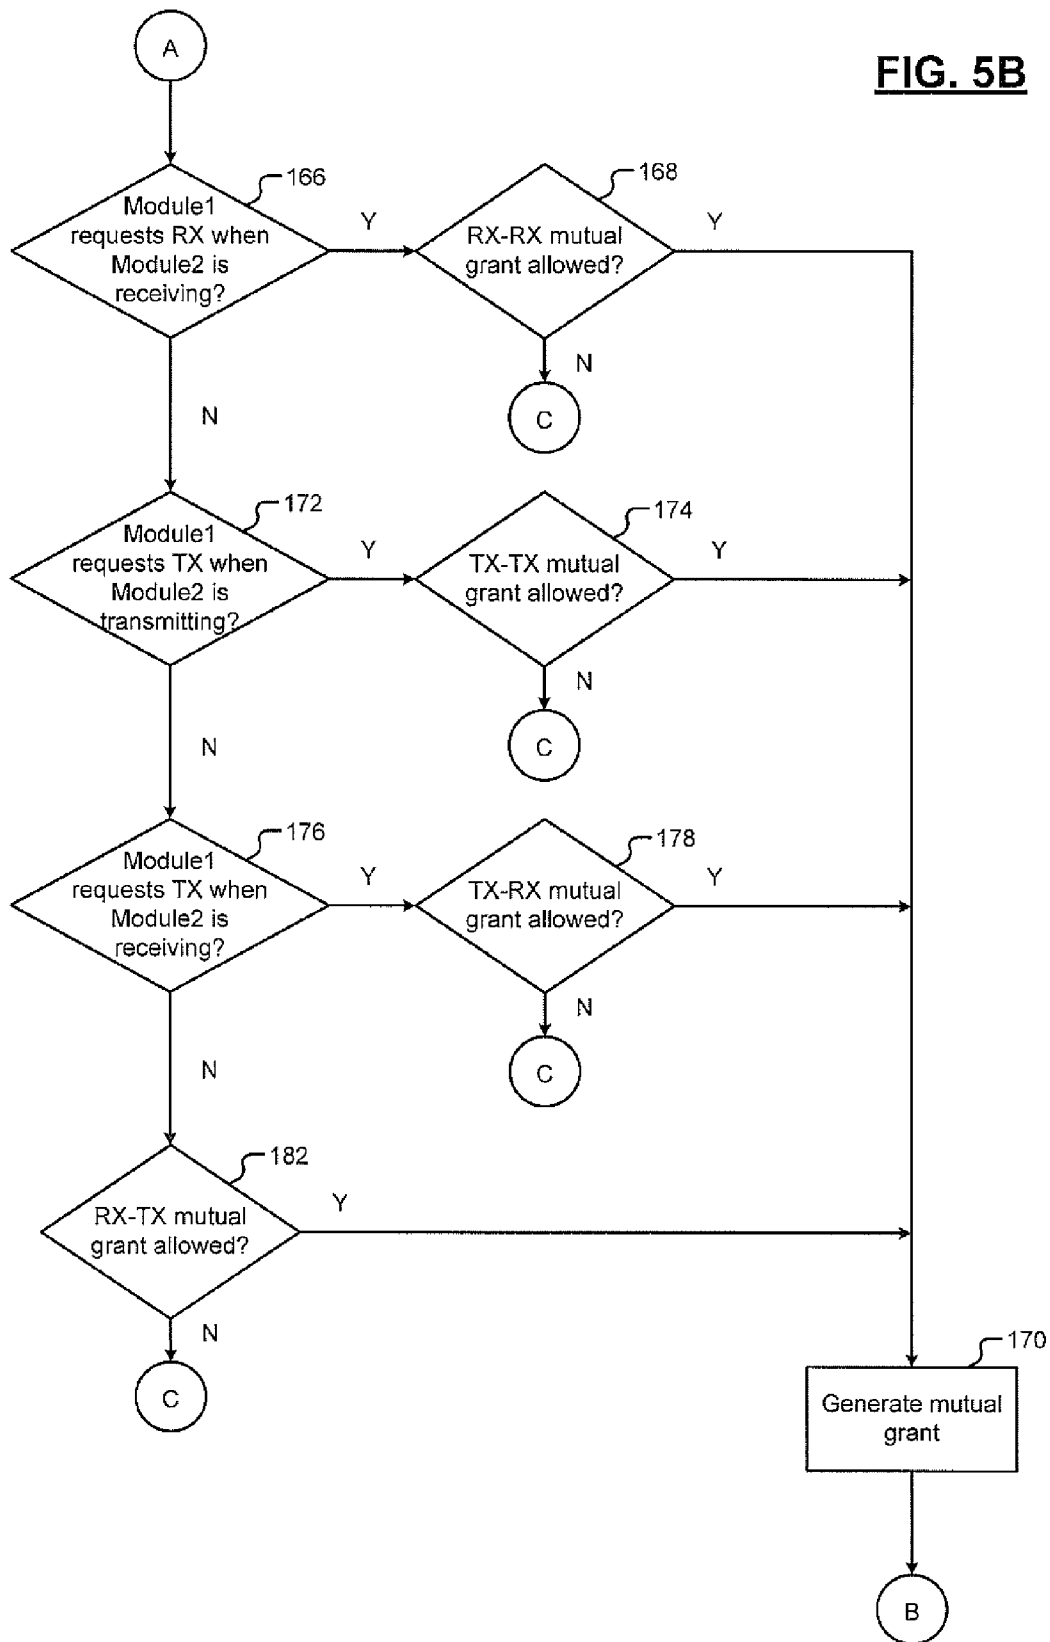 A
FIG. 5B
166
Module1
requests RX when
Module2 is
receiving?
Y
168
RX-RX mutual
grant allowed?
Y
N
C
N
172
Module1
requests TX when
Module2 is
transmitting?
Y
174
TX-TX mutual
grant allowed?
Y
N
C
N
176
Module1
requests TX when
Module2 is
receiving?
Y
178
TX-RX mutual
grant allowed?
Y
N
C
N
182
RX-TX mutual
grant allowed?
Y
N
C
170
Generate mutual
grant
B